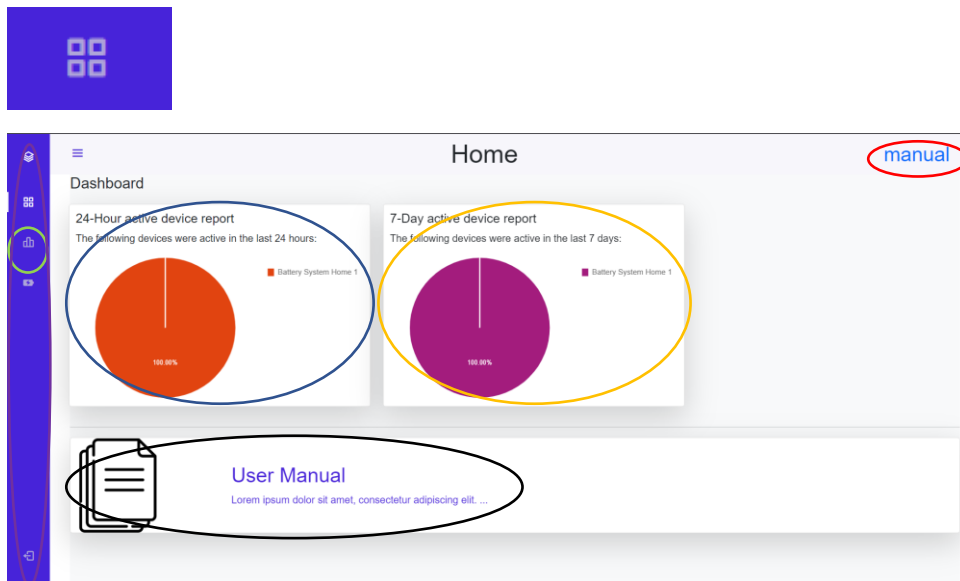 Home
manual
Dashboard
24-Hour active device report
The following devices were active in the last 24 hours:
Battery System Home 1
100.00%
7-Day active device report
The following devices were active in the last 7 days:
Battery System Home 1
100.00%
User Manual
Lorem ipsum dolor sit amet, consectetur adipiscing elit. ...